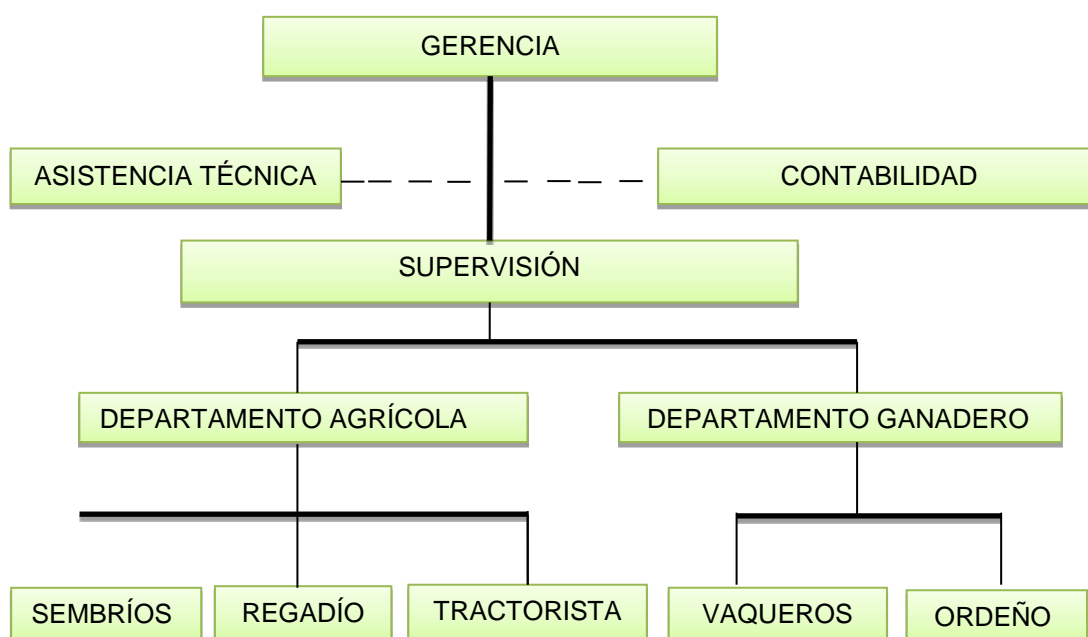 GERENCIA
ASISTENCIA TÉCNICA
CONTABILIDAD
SUPERVISIÓN
DEPARTAMENTO AGRÍCOLA
DEPARTAMENTO GANADERO
SEMBRÍOS
REGADÍO
TRACTORISTA
VAQUEROS
ORDEÑO